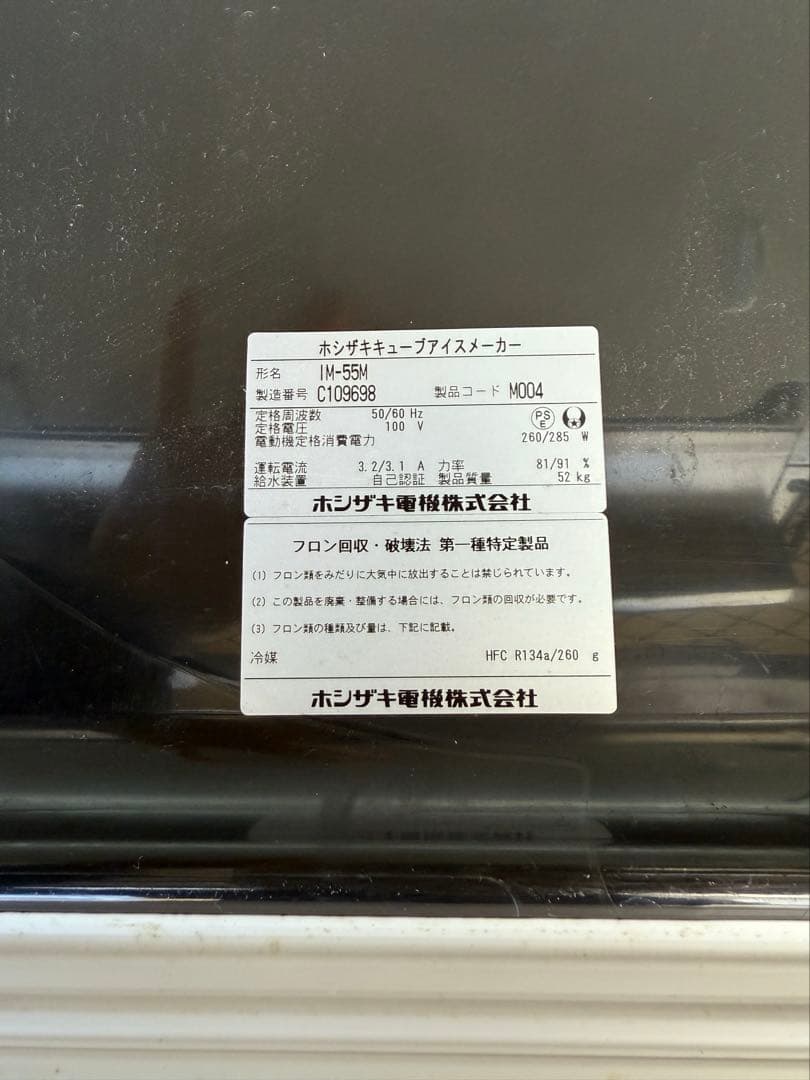 ホシザキキューブアイスメーカー
形名 IM-55M
製造番号 C109698 製品コード M004
定格周波数 50/60 Hz
定格電圧 100 V
電動機定格消費電力 260/285 W
PS
E
運転電流 3.2/3.1 A 力率 81/91 %
給水装置 自己認証 製品質量 52 kg
ホシザキ電機株式会社
フロン回収・破壊法 第一種特定製品
(1) フロン類をみだりに大気中に放出することは禁じられています。
(2) この製品を廃棄・整備する場合には、フロン類の回収が必要です。
(3) フロン類の種類及び量は、下記に記載。
冷媒 HFC R134a/260 g
ホシザキ電機株式会社